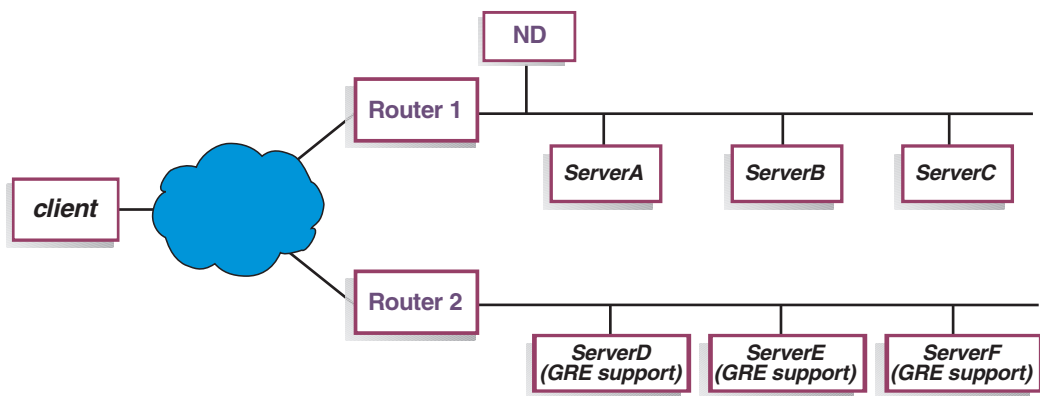 ND
Router 1
ServerA
ServerB
ServerC
client
Router 2
ServerD
(GRE support)
ServerE
(GRE support)
ServerF
(GRE support)